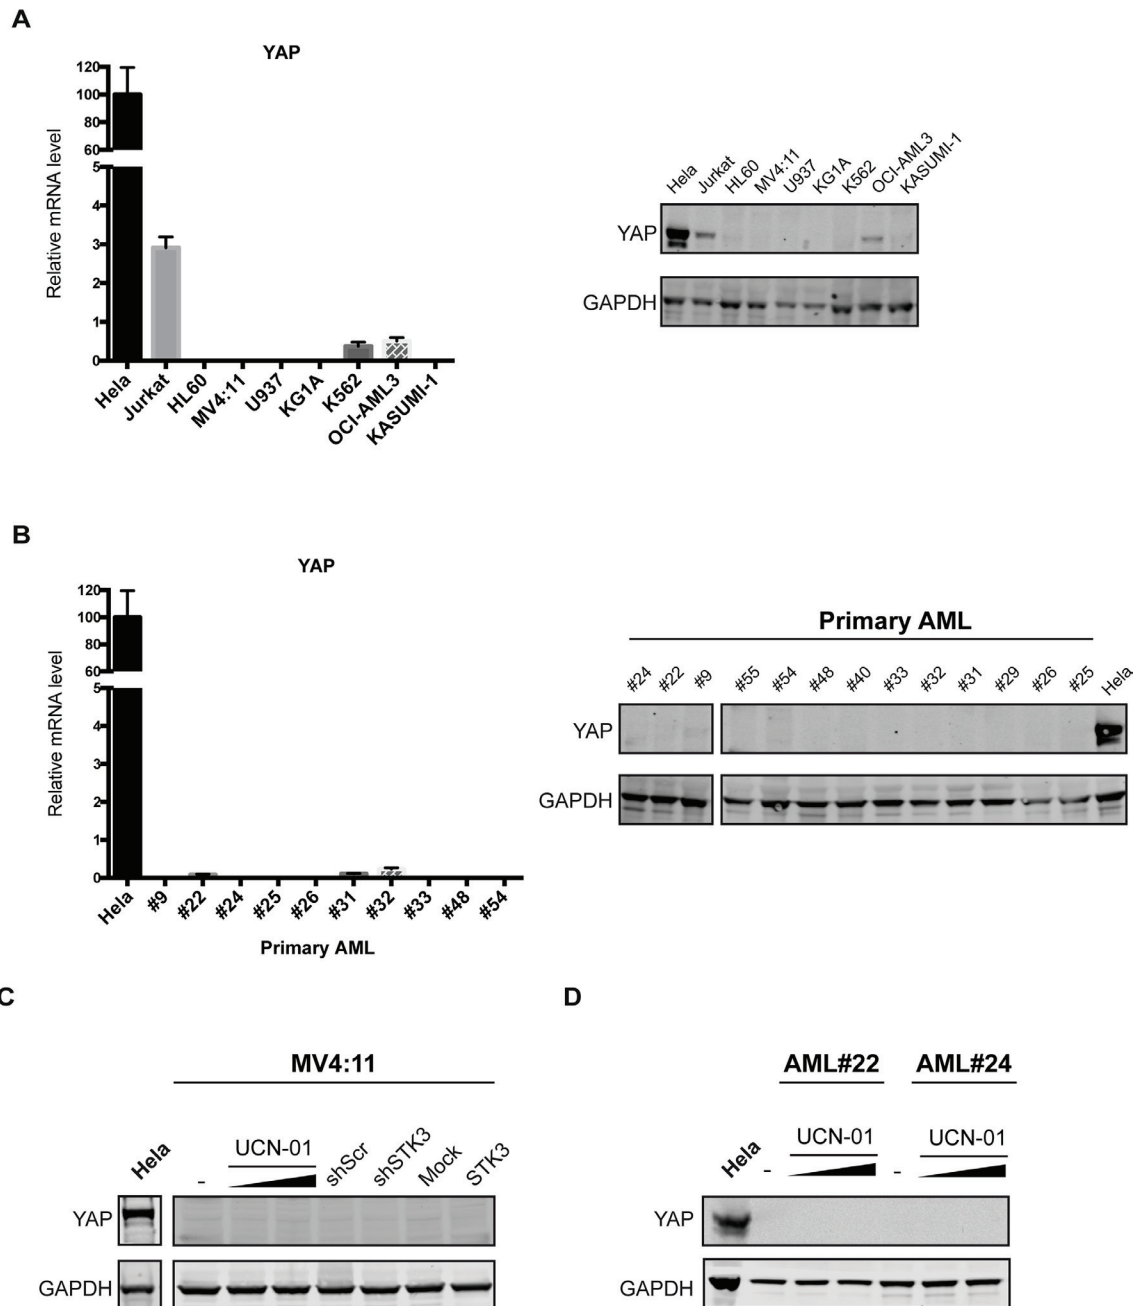 A
YAP
Relative mRNA level
120
100
80
60
5
4
3
2
1
0
Hela
Jurkat
HL60
MV4:11
U937
KG1A
K562
OCI-AML3
KASUMI-1
Hela
Jurkat
HL60
MV4:11
U937
KG1A
K562
OCI-AML3
KASUMI-1
YAP
GAPDH
B
YAP
Relative mRNA level
120
100
80
60
5
4
3
2
1
0
Hela
#9
#22
#24
#25
#26
#31
#32
#33
#48
#54
Primary AML
Primary AML
#24
#22
#9
#55
#54
#48
#40
#33
#32
#31
#29
#26
#25
Hela
YAP
GAPDH
C
MV4:11
Hela
-
UCN-01
shScr
shSTK3
Mock
STK3
YAP
GAPDH
D
AML#22
AML#24
Hela
-
UCN-01
-
UCN-01
YAP
GAPDH